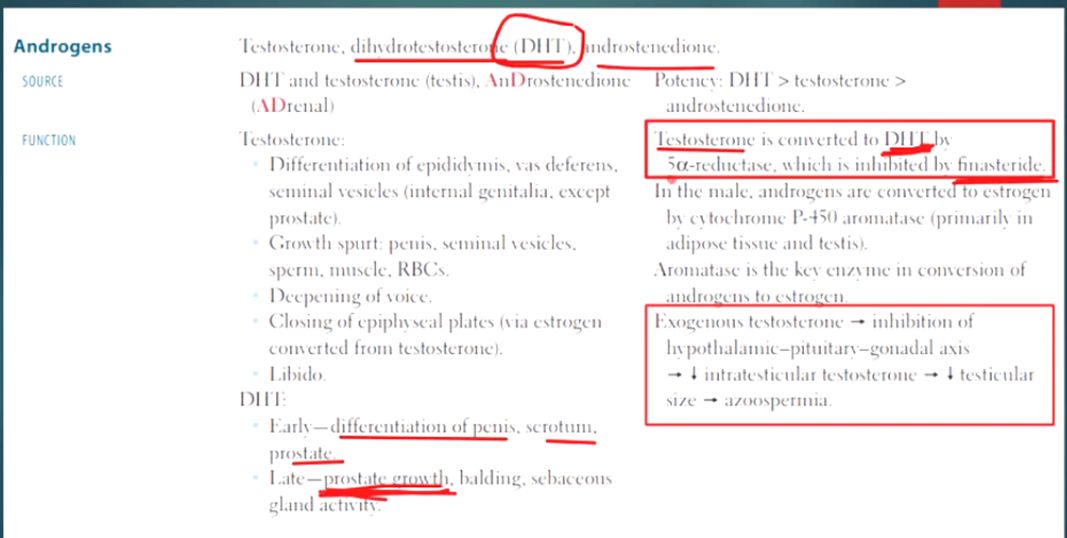 Androgens
Testosterone, dihydrotestosterone (DHT), androstenedione.
SOURCE
DHT and testosterone (testis), AnDrostenedione
(ADrenal)
Potency: DHT > testosterone >
androstenedione.
FUNCTION
Testosterone:
• Differentiation of epididymis, vas deferens,
seminal vesicles (internal genitalia, except
prostate).
• Growth spurt: penis, seminal vesicles,
sperm, muscle, RBCs.
• Deepening of voice.
• Closing of epiphyseal plates (via estrogen
converted from testosterone).
• Libido.
DHT:
• Early—differentiation of penis, scrotum,
prostate.
• Late—prostate growth, balding, sebaceous
gland activity.
Testosterone is converted to DHT by
5α-reductase, which is inhibited by finasteride.
In the male, androgens are converted to estrogen
by cytochrome P-450 aromatase (primarily in
adipose tissue and testis).
Aromatase is the key enzyme in conversion of
androgens to estrogen.
Exogenous testosterone → inhibition of
hypothalamic–pituitary–gonadal axis
→ ↓ intratesticular testosterone → ↓ testicular
size → azoospermia.